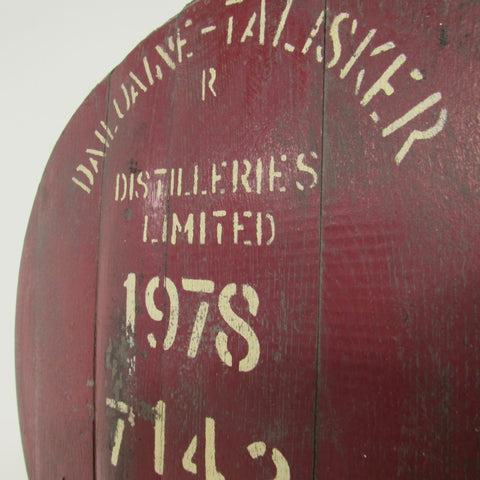 DAILUAINE-TALISKER
R
DISTILLERIES
LIMITED
1978